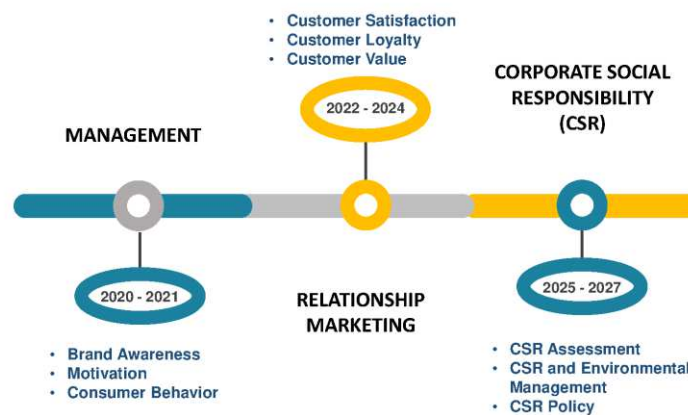 • Customer Satisfaction
• Customer Loyalty
• Customer Value
2022 - 2024
MANAGEMENT
CORPORATE SOCIAL
RESPONSIBILITY
(CSR)
2020 - 2021
• Brand Awareness
• Motivation
• Consumer Behavior
RELATIONSHIP
MARKETING
2025 - 2027
• CSR Assessment
• CSR and Environmental
Management
• CSR Policy